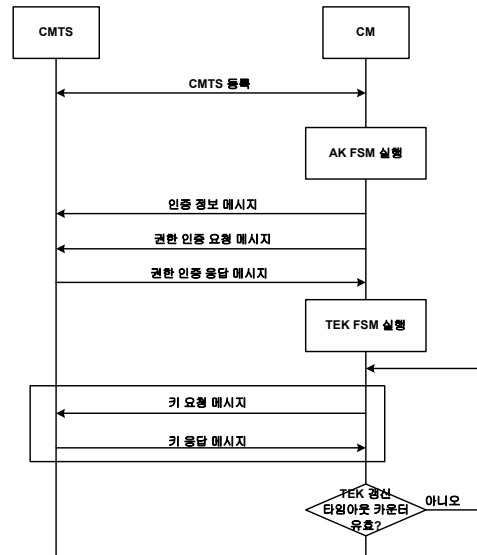 CMTS
CM
CMTS 등록
AK FSM 실행
인증 정보 메시지
권한 인증 요청 메시지
권한 인증 응답 메시지
TEK FSM 실행
키 요청 메시지
키 응답 메시지
TEK 갱신
타임아웃 카운터
유효?
아니오